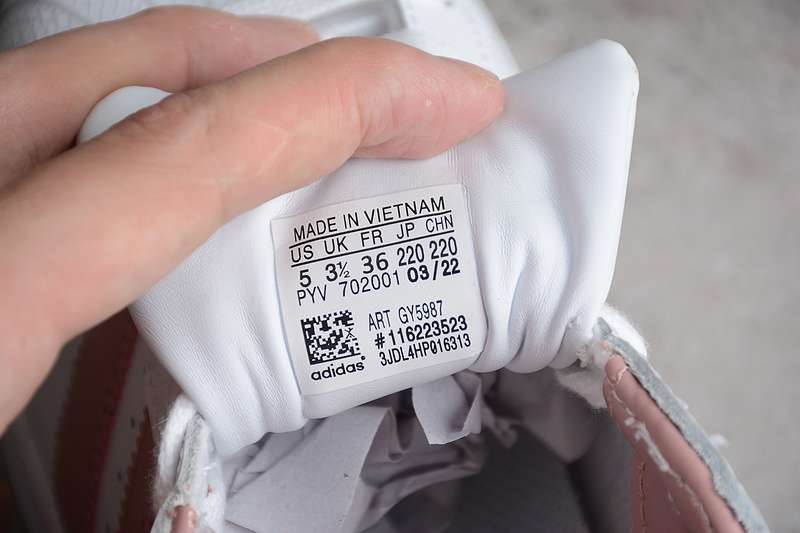 MADE IN VIETNAM
US UK FR JP CHN
5 3½ 36 220 220
PYV 702001 03/22
ART GY5987
#116223523
3JDL4HP016313
adidas